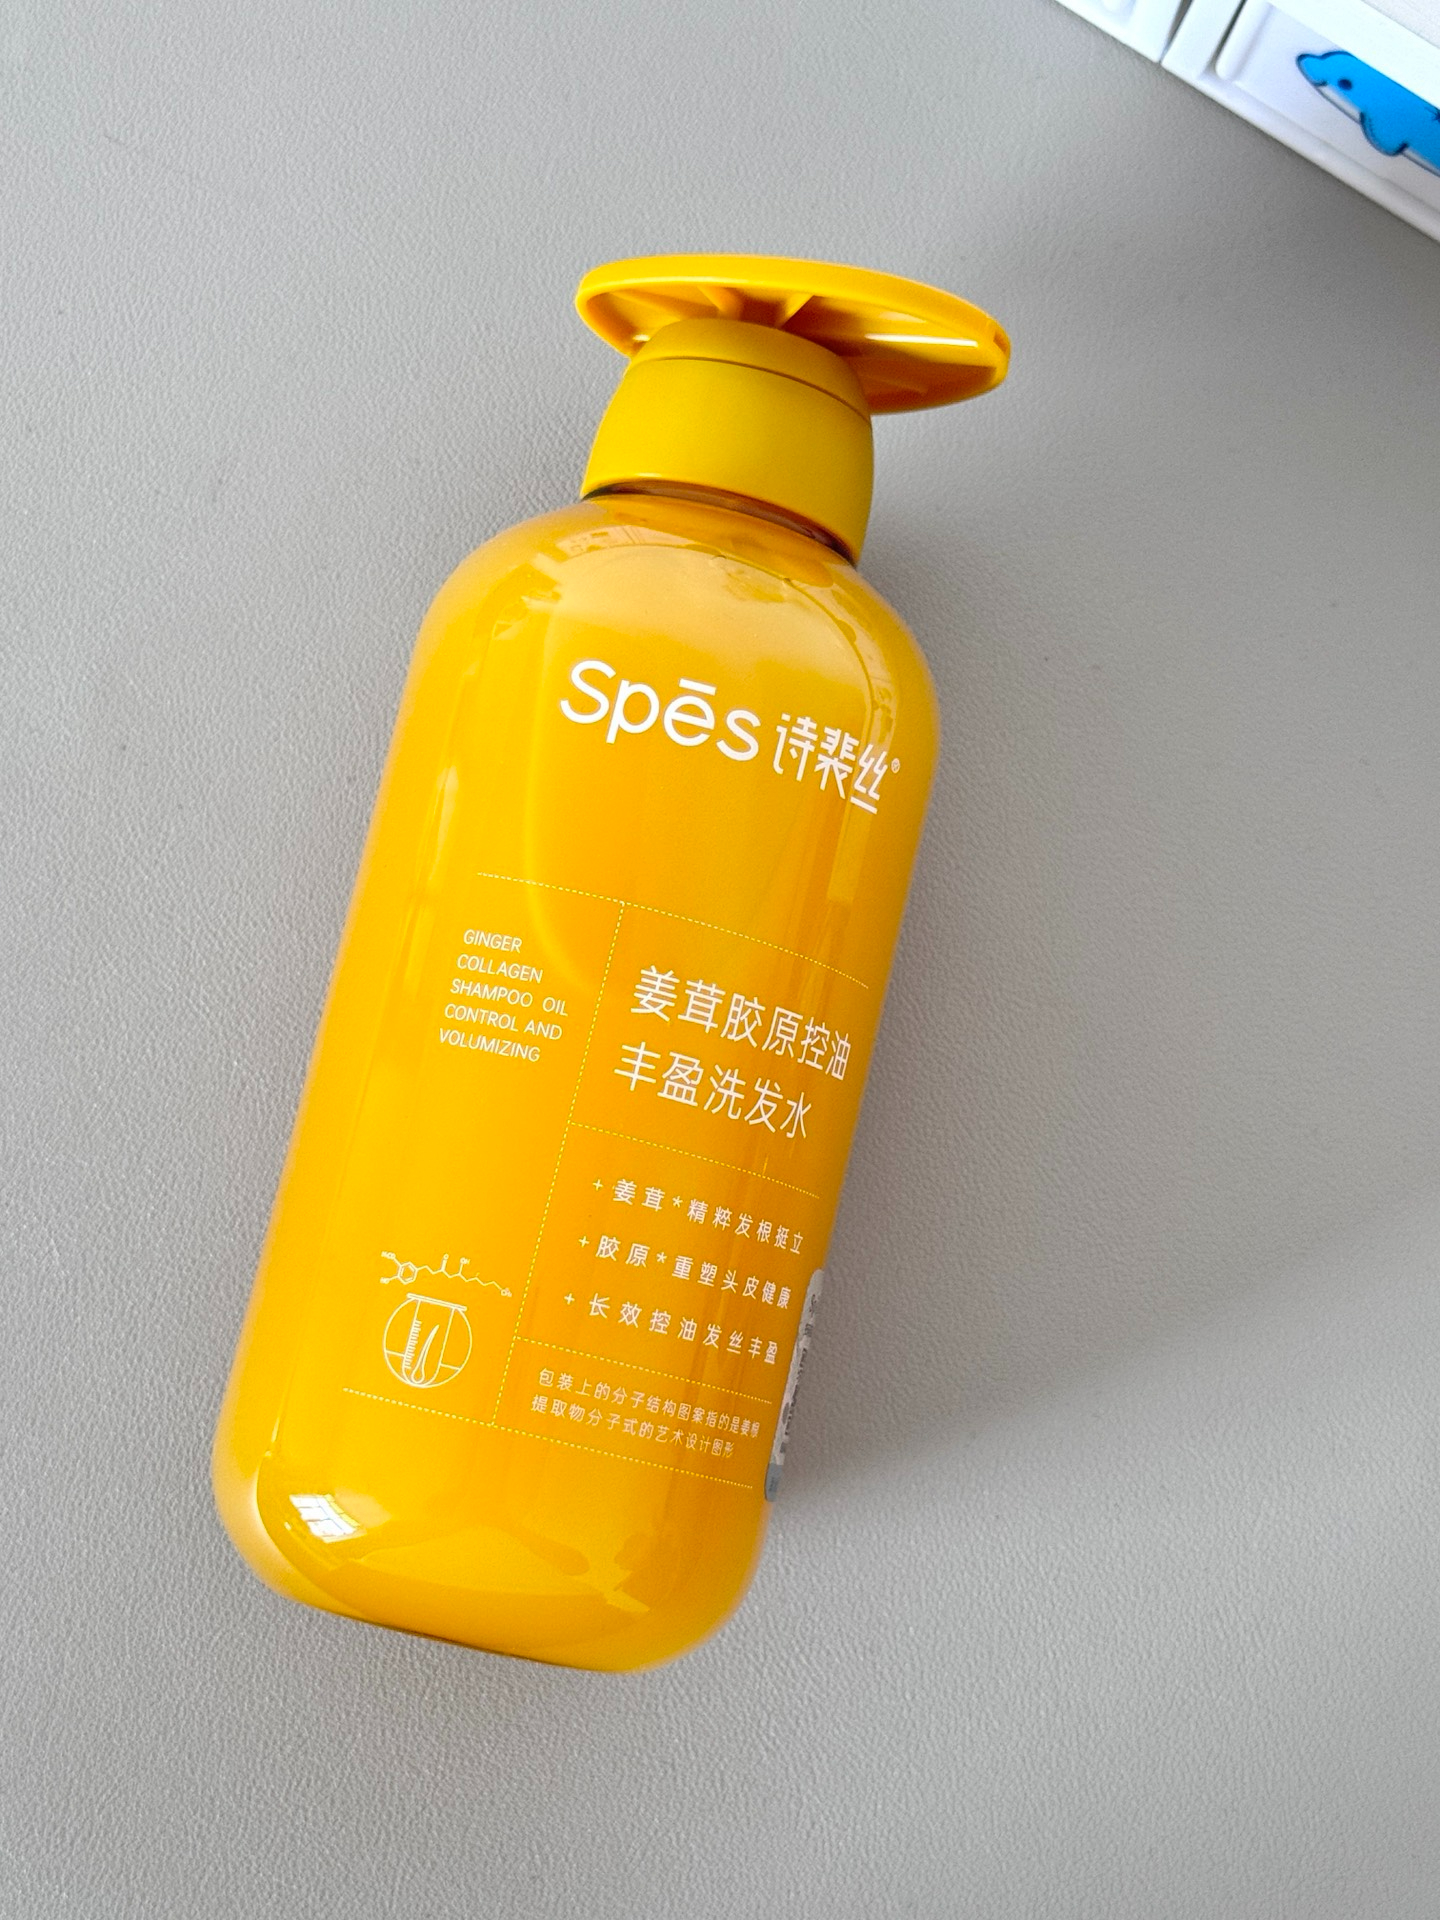 Spēs 诗裴丝®
GINGER
COLLAGEN
SHAMPOO OIL
CONTROL AND
VOLUMIZING
姜茸胶原控油
丰盈洗发水
+ 姜茸*精粹发根挺立
+ 胶原*重塑头皮健康
+ 长效控油发丝丰盈
包装上的分子结构图案指的是姜根
提取物分子式的艺术设计图形